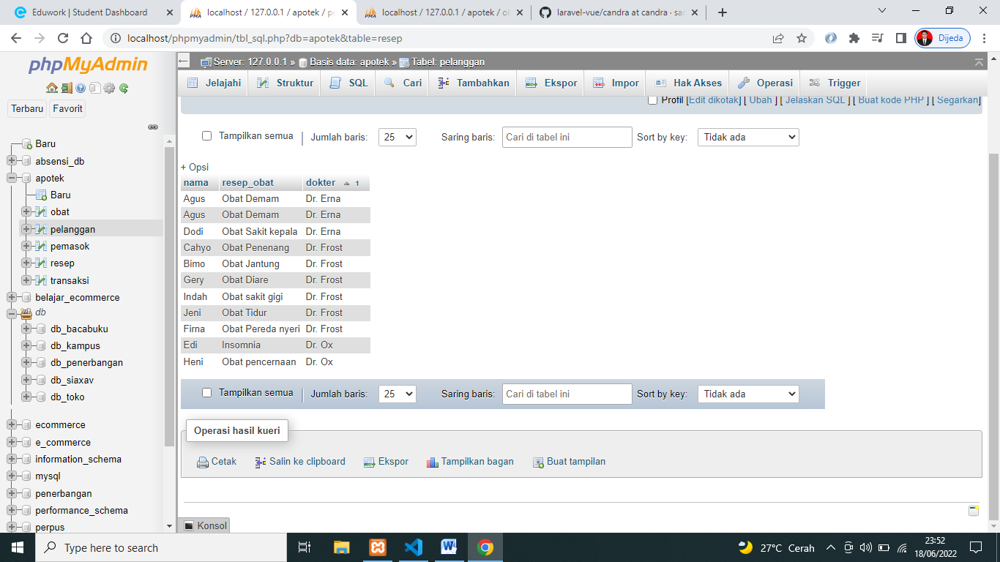 Eduwork | Student Dashboard
localhost / 127.0.0.1 / apotek / pe
localhost / 127.0.0.1 / apotek / ob
laravel-vue/candra at candra · sar
localhost/phpmyadmin/tbl_sql.php?db=apotek&table=resep
Dijeda
phpMyAdmin
Terbaru Favorit
Baru
absensi_db
apotek
Baru
obat
pelanggan
pemasok
resep
transaksi
belajar_ecommerce
db
db_bacabuku
db_kampus
db_penerbangan
db_siaxav
db_toko
ecommerce
e_commerce
information_schema
mysql
penerbangan
performance_schema
perpus
Server: 127.0.0.1 » Basis data: apotek » Tabel: pelanggan
Jelajahi Struktur SQL Cari Tambahkan Ekspor Impor Hak Akses Operasi Trigger
Profil [Edit dikotak] [ Ubah ] [ Jelaskan SQL ] [ Buat kode PHP ] [ Segarkan]
Tampilkan semua | Jumlah baris: 25 Saring baris: Cari di tabel ini Sort by key: Tidak ada
+ Opsi
nama resep_obat dokter 1
Agus Obat Demam Dr. Erna
Agus Obat Demam Dr. Erna
Dodi Obat Sakit kepala Dr. Erna
Cahyo Obat Penenang Dr. Frost
Bimo Obat Jantung Dr. Frost
Gery Obat Diare Dr. Frost
Indah Obat sakit gigi Dr. Frost
Jeni Obat Tidur Dr. Frost
Firna Obat Pereda nyeri Dr. Frost
Edi Insomnia Dr. Ox
Heni Obat pencernaan Dr. Ox
Tampilkan semua | Jumlah baris: 25 Saring baris: Cari di tabel ini Sort by key: Tidak ada
Operasi hasil kueri
Cetak Salin ke clipboard Ekspor Tampilkan bagan Buat tampilan
Konsol
Type here to search
27°C Cerah
23:52
18/06/2022